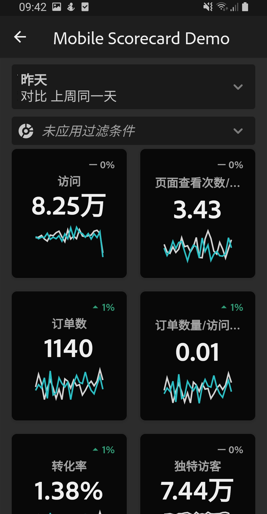 09:42
Mobile Scorecard Demo
昨天
对比 上周同一天
未应用过滤条件
— 0%
访问
8.25万
— 0%
页面查看次数/...
3.43
1%
订单数
1140
1%
订单数量/访问...
0.01
1%
转化率
1.38%
— 0%
独特访客
7.44万